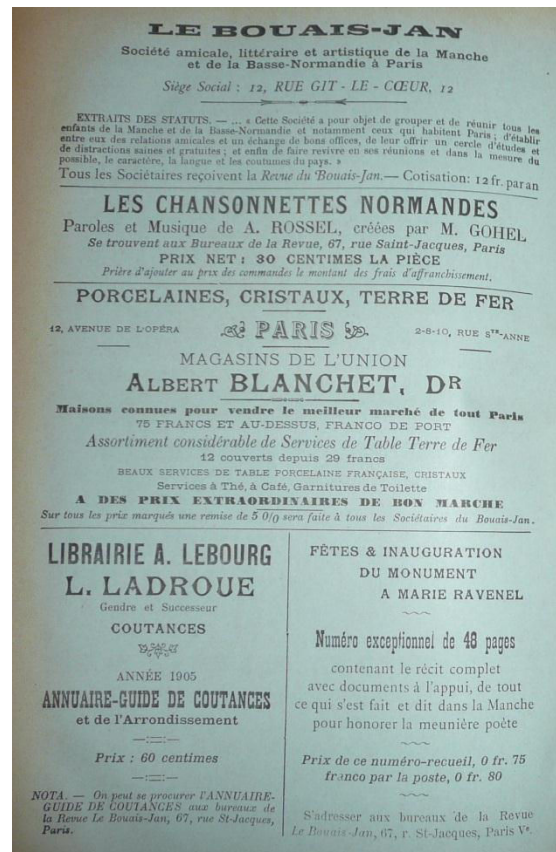 LE BOUAIS-JAN
Société amicale, littéraire et artistique de la Manche
et de la Basse-Normandie à Paris
Siège Social : 12, RUE GIT - LE - CŒUR, 12
EXTRAITS DES STATUTS. — ... « Cette Société a pour objet de grouper et de réunir tous les
enfants de la Manche et de la Basse-Normandie et notamment ceux qui habitent Paris ; d'établir
entre eux des relations amicales et un échange de bons offices, de leur offrir un cercle d'études et
de distractions saines et gratuites ; et enfin de faire revivre en ses réunions et dans la mesure du
possible, le caractère, la langue et les coutumes du pays. »
Tous les Sociétaires reçoivent la Revue du Bouais-Jan. — Cotisation: 12 fr. par an
LES CHANSONNETTES NORMANDES
Paroles et Musique de A. ROSSEL, créées par M. GOHEL
Se trouvent aux Bureaux de la Revue, 67, rue Saint-Jacques, Paris
PRIX NET : 30 CENTIMES LA PIÈCE
Prière d'ajouter au prix des commandes le montant des frais d'affranchissement.
PORCELAINES, CRISTAUX, TERRE DE FER
12, AVENUE DE L'OPÉRA PARIS 2-8-10, RUE STE-ANNE
MAGASINS DE L'UNION
ALBERT BLANCHET, DR
Maisons connues pour vendre le meilleur marché de tout Paris
75 FRANCS ET AU-DESSUS, FRANCO DE PORT
Assortiment considérable de Services de Table Terre de Fer
12 couverts depuis 29 francs
BEAUX SERVICES DE TABLE PORCELAINE FRANÇAISE, CRISTAUX
Services à Thé, à Café, Garnitures de Toilette
A DES PRIX EXTRAORDINAIRES DE BON MARCHE
Sur tous les prix marqués une remise de 5 0/0 sera faite à tous les Sociétaires du Bouais-Jan.
LIBRAIRIE A. LEBOURG
L. LADROUE
Gendre et Successeur
COUTANCES
ANNÉE 1905
ANNUAIRE-GUIDE DE COUTANCES
et de l'Arrondissement
Prix : 60 centimes
NOTA. — On peut se procurer l'ANNUAIRE-
GUIDE DE COUTANCES aux bureaux de
la Revue Le Bouais-Jan, 67, rue St-Jacques,
Paris.
FÊTES & INAUGURATION
DU MONUMENT
A MARIE RAVENEL
Numéro exceptionnel de 48 pages
contenant le récit complet
avec documents à l'appui, de tout
ce qui s'est fait et dit dans la Manche
pour honorer la meunière poète
Prix de ce numéro-recueil, 0 fr. 75
franco par la poste, 0 fr. 80
S'adresser aux bureaux de la Revue
Le Bouais-Jan, 67, r. St-Jacques, Paris Ve.